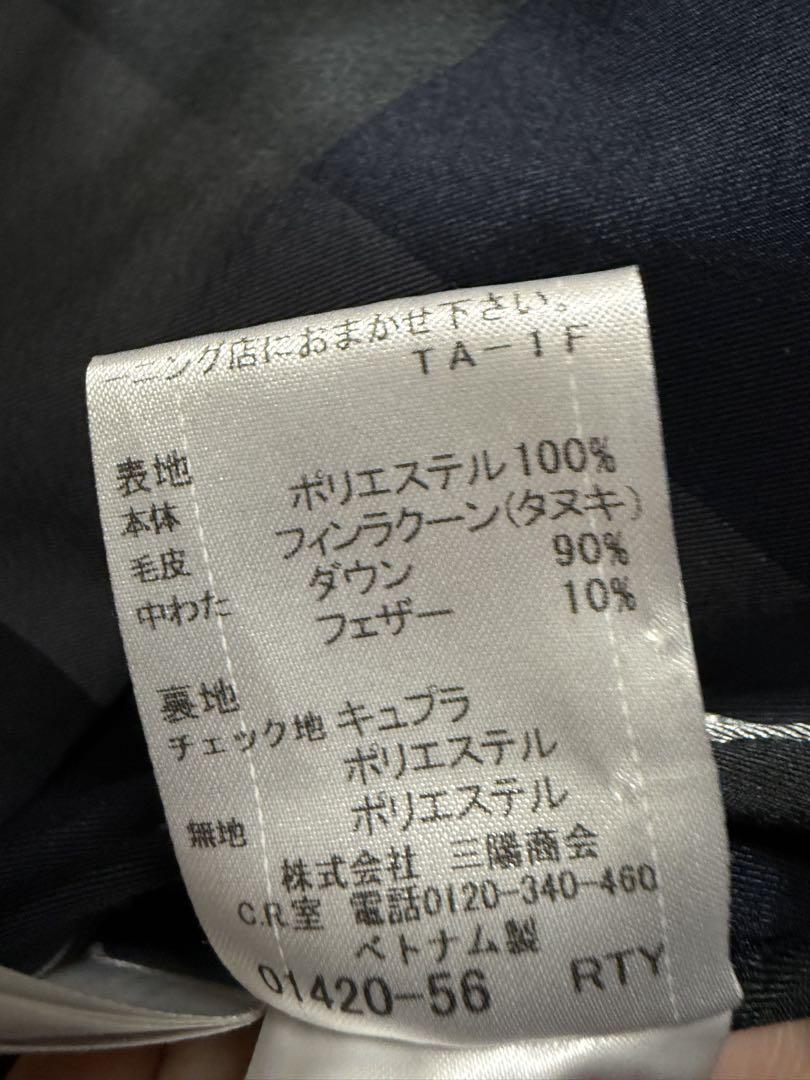 ーニング店におまかせ下さい。
TA-1F
表地
本体 ポリエステル100%
毛皮 フィンラクーン(タヌキ)
中わた ダウン 90%
フェザー 10%
裏地
チェック地 キュプラ
ポリエステル
無地 ポリエステル
株式会社 三陽商会
C.R室 電話0120-340-460
ベトナム製
01420-56 RTY